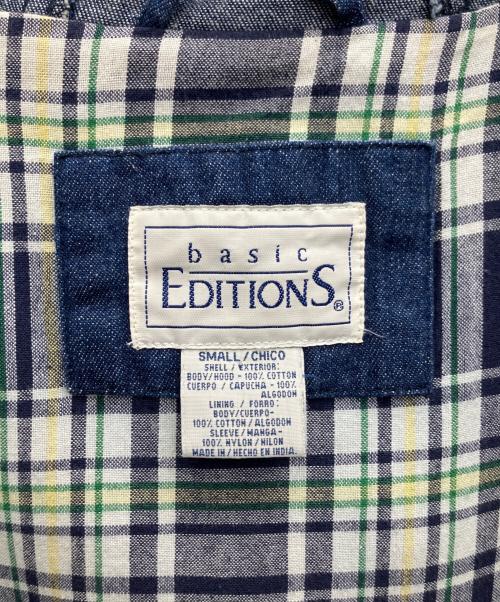 basic
EDITIONS®
SMALL/CHICO
SHELL / EXTERIOR:
BODY/HOOD - 100% COTTON
CUERPO / CAPUCHA - 100%
ALGODON
LINING / FORRO:
BODY/CUERPO-
100% COTTON / ALGODON
SLEEVE/MANGA-
100% NYLON/NILON
MADE IN/HECHO EN INDIA.